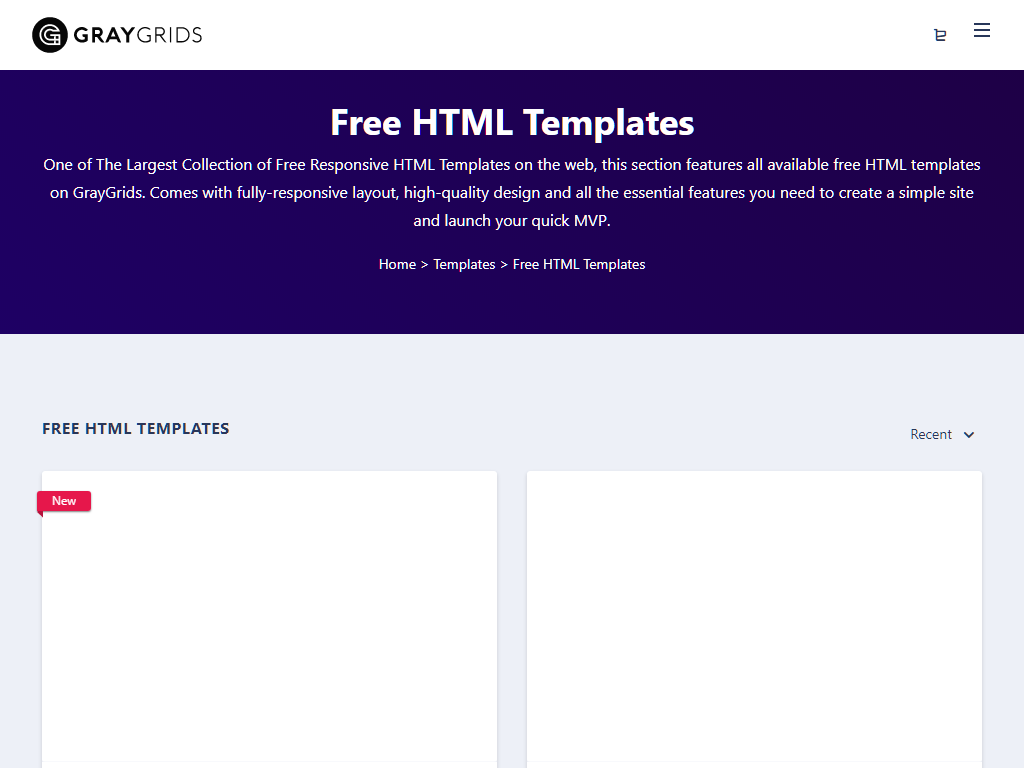 GRAYGRIDS
Free HTML Templates
One of The Largest Collection of Free Responsive HTML Templates on the web, this section features all available free HTML templates
on GrayGrids. Comes with fully-responsive layout, high-quality design and all the essential features you need to create a simple site
and launch your quick MVP.
Home > Templates > Free HTML Templates
FREE HTML TEMPLATES
Recent
New